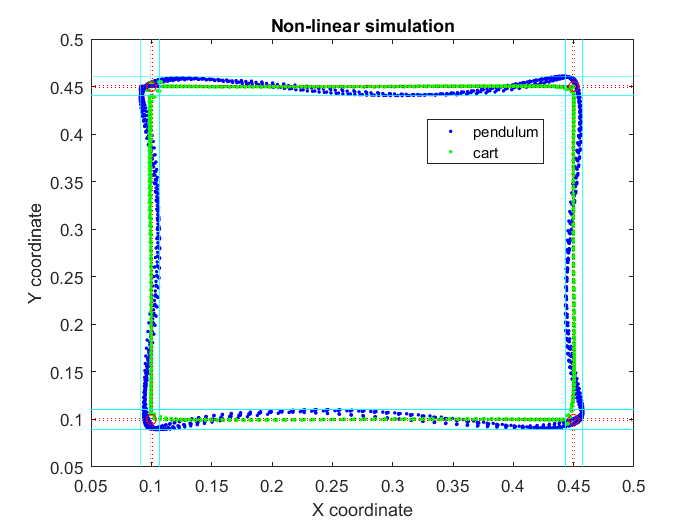 Non-linear simulation
0.5
0.45
0.4
0.35
0.3
0.25
0.2
0.15
0.1
0.05
Y coordinate
pendulum
cart
0.05 0.1 0.15 0.2 0.25 0.3 0.35 0.4 0.45 0.5
X coordinate